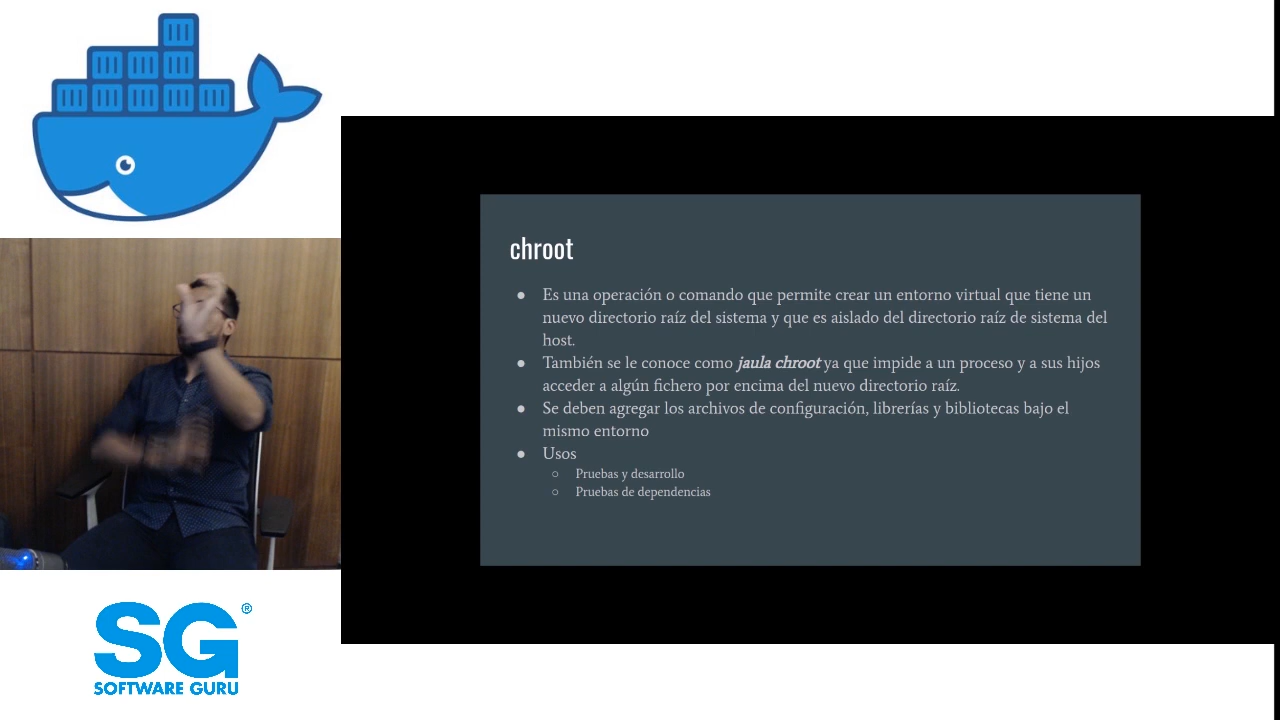 chroot
● Es una operación o comando que permite crear un entorno virtual que tiene un
nuevo directorio raíz del sistema y que es aislado del directorio raíz de sistema del
host.
● También se le conoce como jaula chroot ya que impide a un proceso y a sus hijos
acceder a algún fichero por encima del nuevo directorio raíz.
● Se deben agregar los archivos de configuración, librerías y bibliotecas bajo el
mismo entorno
● Usos
○ Pruebas y desarrollo
○ Pruebas de dependencias
SG®
SOFTWARE GURU